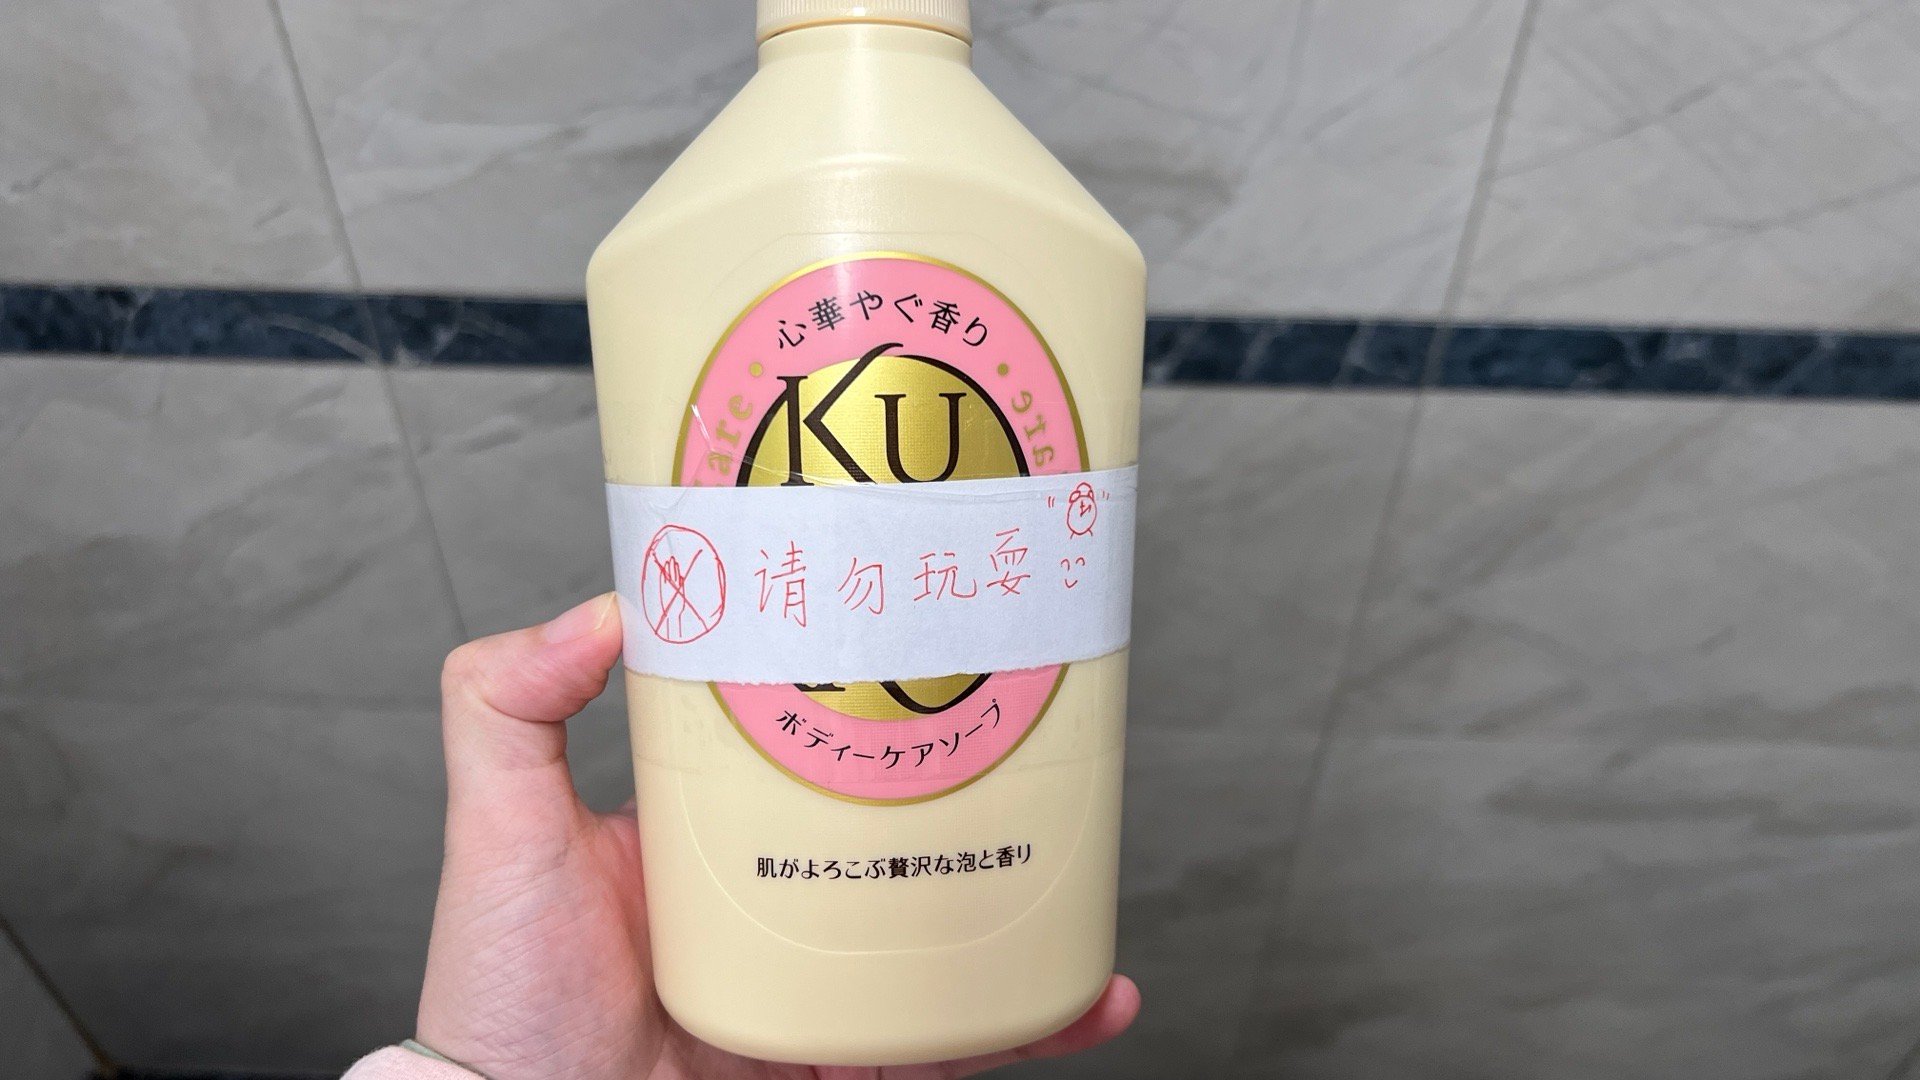 心華やぐ香り
KU
请勿玩耍
ボディーケアソープ
肌がよろこぶ贅沢な泡と香り